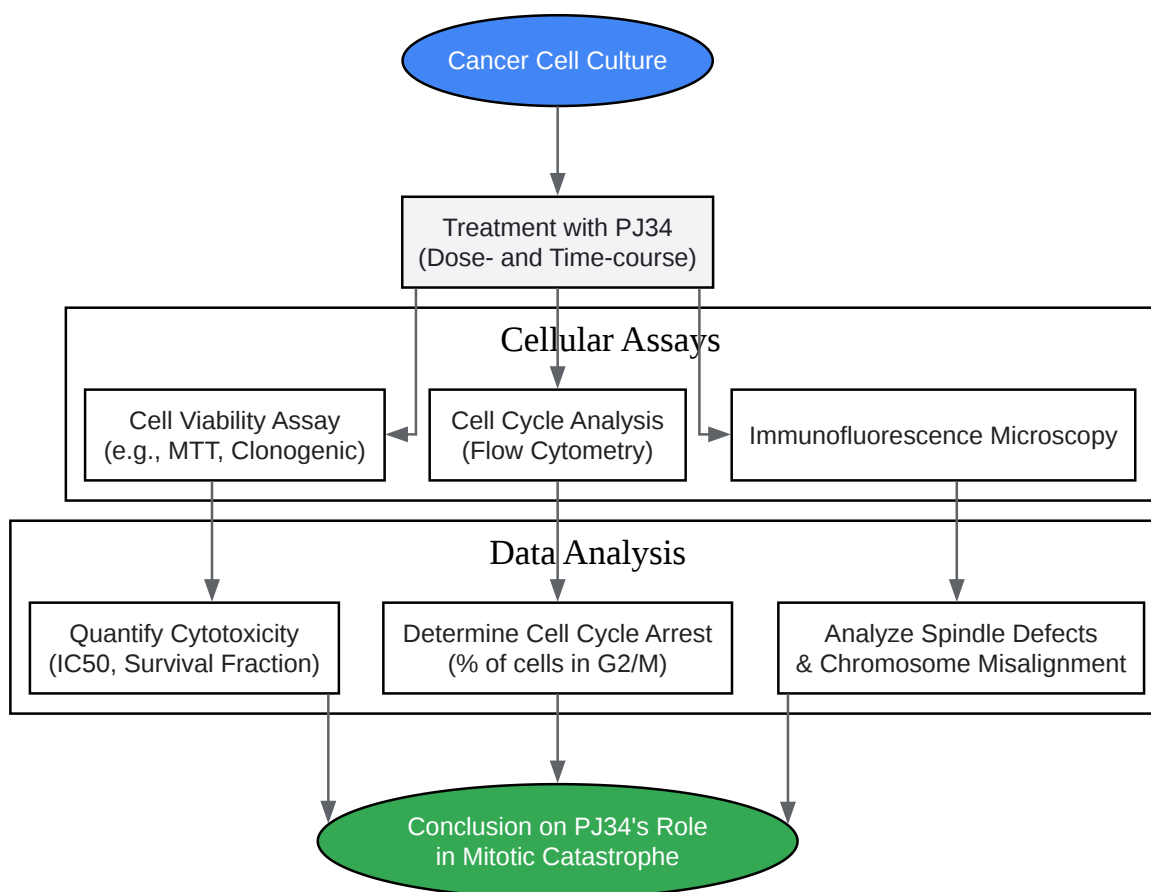 Cancer Cell Culture
Treatment with PJ34
(Dose- and Time-course)
Cellular Assays
Cell Viability Assay
(e.g., MTT, Clonogenic)
Cell Cycle Analysis
(Flow Cytometry)
Immunofluorescence Microscopy
Data Analysis
Quantify Cytotoxicity
(IC50, Survival Fraction)
Determine Cell Cycle Arrest
(% of cells in G2/M)
Analyze Spindle Defects
& Chromosome Misalignment
Conclusion on PJ34's Role
in Mitotic Catastrophe